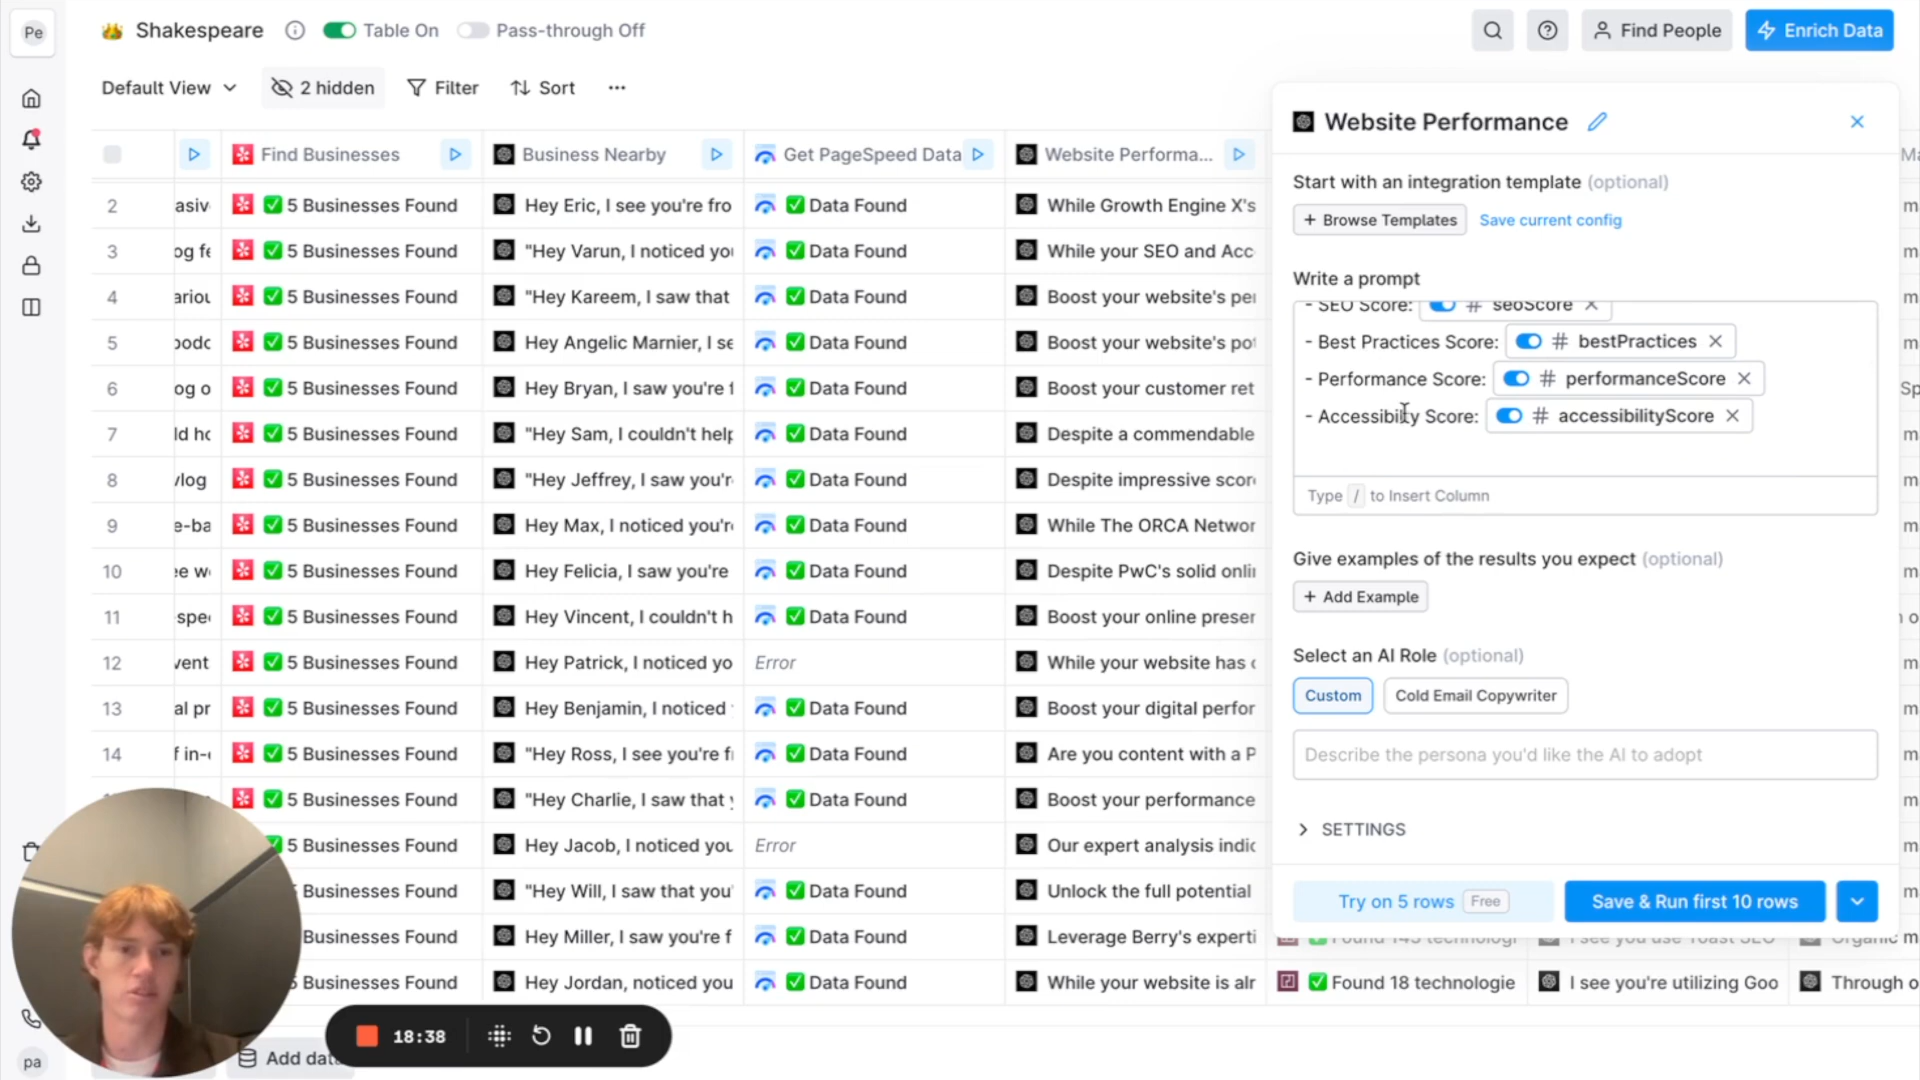 Pe
Shakespeare
Table On
Pass-through Off
Find People
Enrich Data
Default View
2 hidden
Filter
Sort
Find Businesses
Business Nearby
Get PageSpeed Data
Website Performa...
2 5 Businesses Found Hey Eric, I see you're fro Data Found While Growth Engine X's
3 5 Businesses Found "Hey Varun, I noticed yo Data Found While your SEO and Acc
4 5 Businesses Found "Hey Kareem, I saw that Data Found Boost your website's pe
5 5 Businesses Found Hey Angelic Marnier, I se Data Found Boost your website's po
6 5 Businesses Found Hey Bryan, I saw you're f Data Found Boost your customer ret
7 5 Businesses Found "Hey Sam, I couldn't help Data Found Despite a commendable
8 vlog 5 Businesses Found "Hey Jeffrey, I saw you'r Data Found Despite impressive scor
9 5 Businesses Found Hey Max, I noticed you're Data Found While The ORCA Networ
10 5 Businesses Found Hey Felicia, I saw you're Data Found Despite PwC's solid onli
11 5 Businesses Found Hey Vincent, I couldn't h Data Found Boost your online preser
12 5 Businesses Found Hey Patrick, I noticed yo Error While your website has
13 5 Businesses Found Hey Benjamin, I noticed Data Found Boost your digital perfor
14 5 Businesses Found "Hey Ross, I see you're f Data Found Are you content with a P
5 Businesses Found "Hey Charlie, I saw that Data Found Boost your performance
5 Businesses Found Hey Jacob, I noticed you Error Our expert analysis indic
Businesses Found "Hey Will, I saw that you' Data Found Unlock the full potential
Businesses Found Hey Miller, I saw you're f Data Found Leverage Berry's experti
Businesses Found Hey Jordan, noticed you Data Found While your website is alr Found 18 technologie I see you're utilizing Goo Through o
Website Performance
Start with an integration template (optional)
+ Browse Templates
Save current config
Write a prompt
- SEO Score: # seoScore
- Best Practices Score: # bestPractices
- Performance Score: # performanceScore
- Accessibility Score: # accessibilityScore
Type / to Insert Column
Give examples of the results you expect (optional)
+ Add Example
Select an AI Role (optional)
Custom
Cold Email Copywriter
Describe the persona you'd like the AI to adopt
SETTINGS
Try on 5 rows Free
Save & Run first 10 rows
18:38
pa
Add data